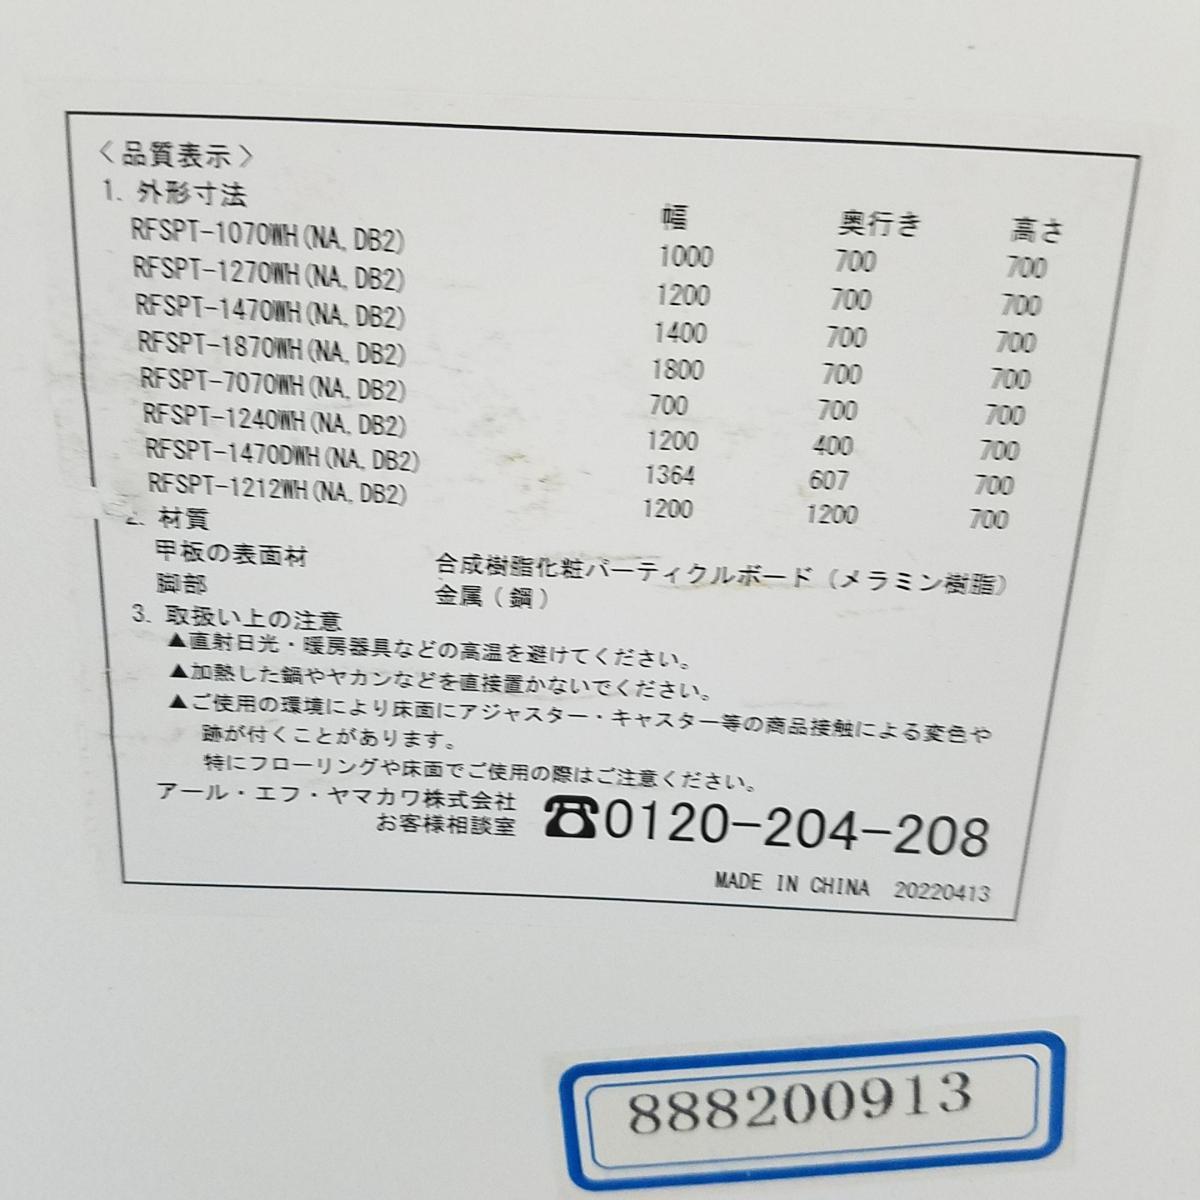 〈品質表示〉
1. 外形寸法 幅 奥行き 高さ
RFSPT-1070WH(NA, DB2) 1000 700 700
RFSPT-1270WH(NA, DB2) 1200 700 700
RFSPT-1470WH(NA, DB2) 1400 700 700
RFSPT-1870WH(NA, DB2) 1800 700 700
RFSPT-7070WH(NA, DB2) 700 700 700
RFSPT-1240WH(NA, DB2) 1200 400 700
RFSPT-1470DWH(NA, DB2) 1364 607 700
RFSPT-1212WH(NA, DB2) 1200 1200 700
2. 材質
甲板の表面材 合成樹脂化粧パーティクルボード（メラミン樹脂）
脚部 金属（鋼）
3. 取扱い上の注意
▲直射日光・暖房器具などの高温を避けてください。
▲加熱した鍋やヤカンなどを直接置かないでください。
▲ご使用の環境により床面にアジャスター・キャスター等の商品接触による変色や
跡が付くことがあります。
特にフローリングや床面でご使用の際はご注意ください。
アール・エフ・ヤマカワ株式会社
お客様相談室 ☎0120-204-208
MADE IN CHINA 20220413
888200913